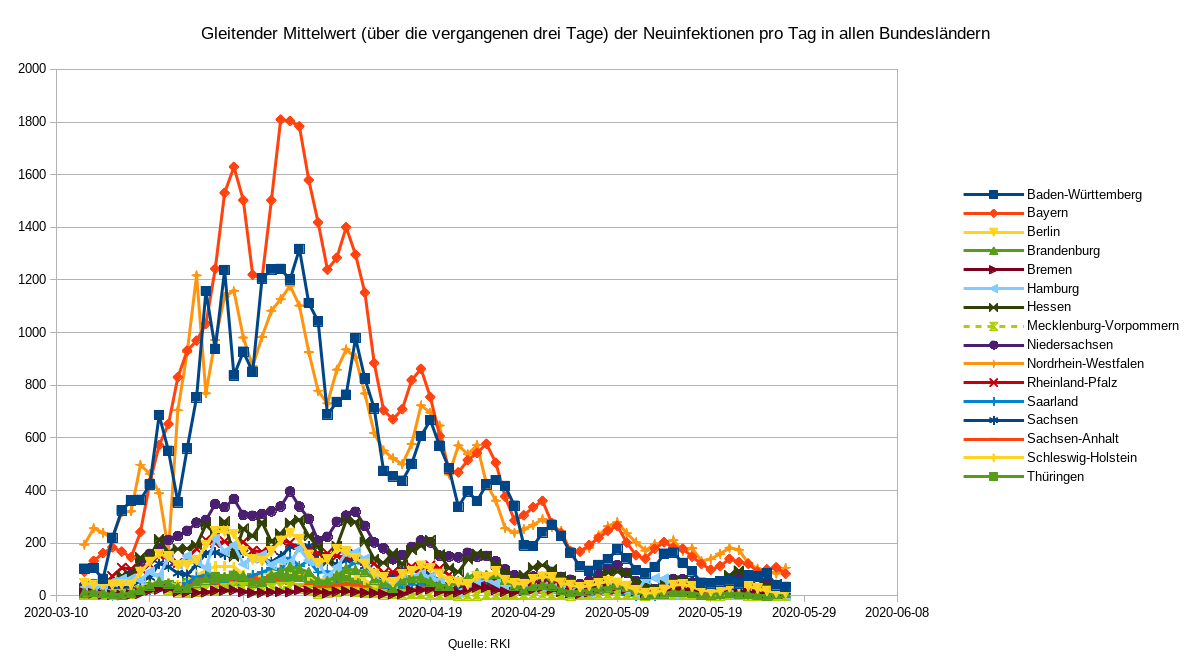 Gleitender Mittelwert (über die vergangenen drei Tage) der Neuinfektionen pro Tag in allen Bundesländern
2000
1800
1600
1400
1200
1000
800
600
400
200
0
2020-03-10 2020-03-20 2020-03-30 2020-04-09 2020-04-19 2020-04-29 2020-05-09 2020-05-19 2020-05-29 2020-06-08
Quelle: RKI
Baden-Württemberg
Bayern
Berlin
Brandenburg
Bremen
Hamburg
Hessen
Mecklenburg-Vorpommern
Niedersachsen
Nordrhein-Westfalen
Rheinland-Pfalz
Saarland
Sachsen
Sachsen-Anhalt
Schleswig-Holstein
Thüringen